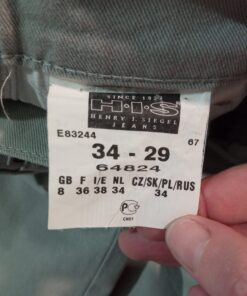 SINCE 1923
H·I·S
HENRY I. SIEGEL
JEANS
E83244 67
34 - 29
64824
GB F I/E NL CZ/SK/PL/RUS
8 36 38 34 34